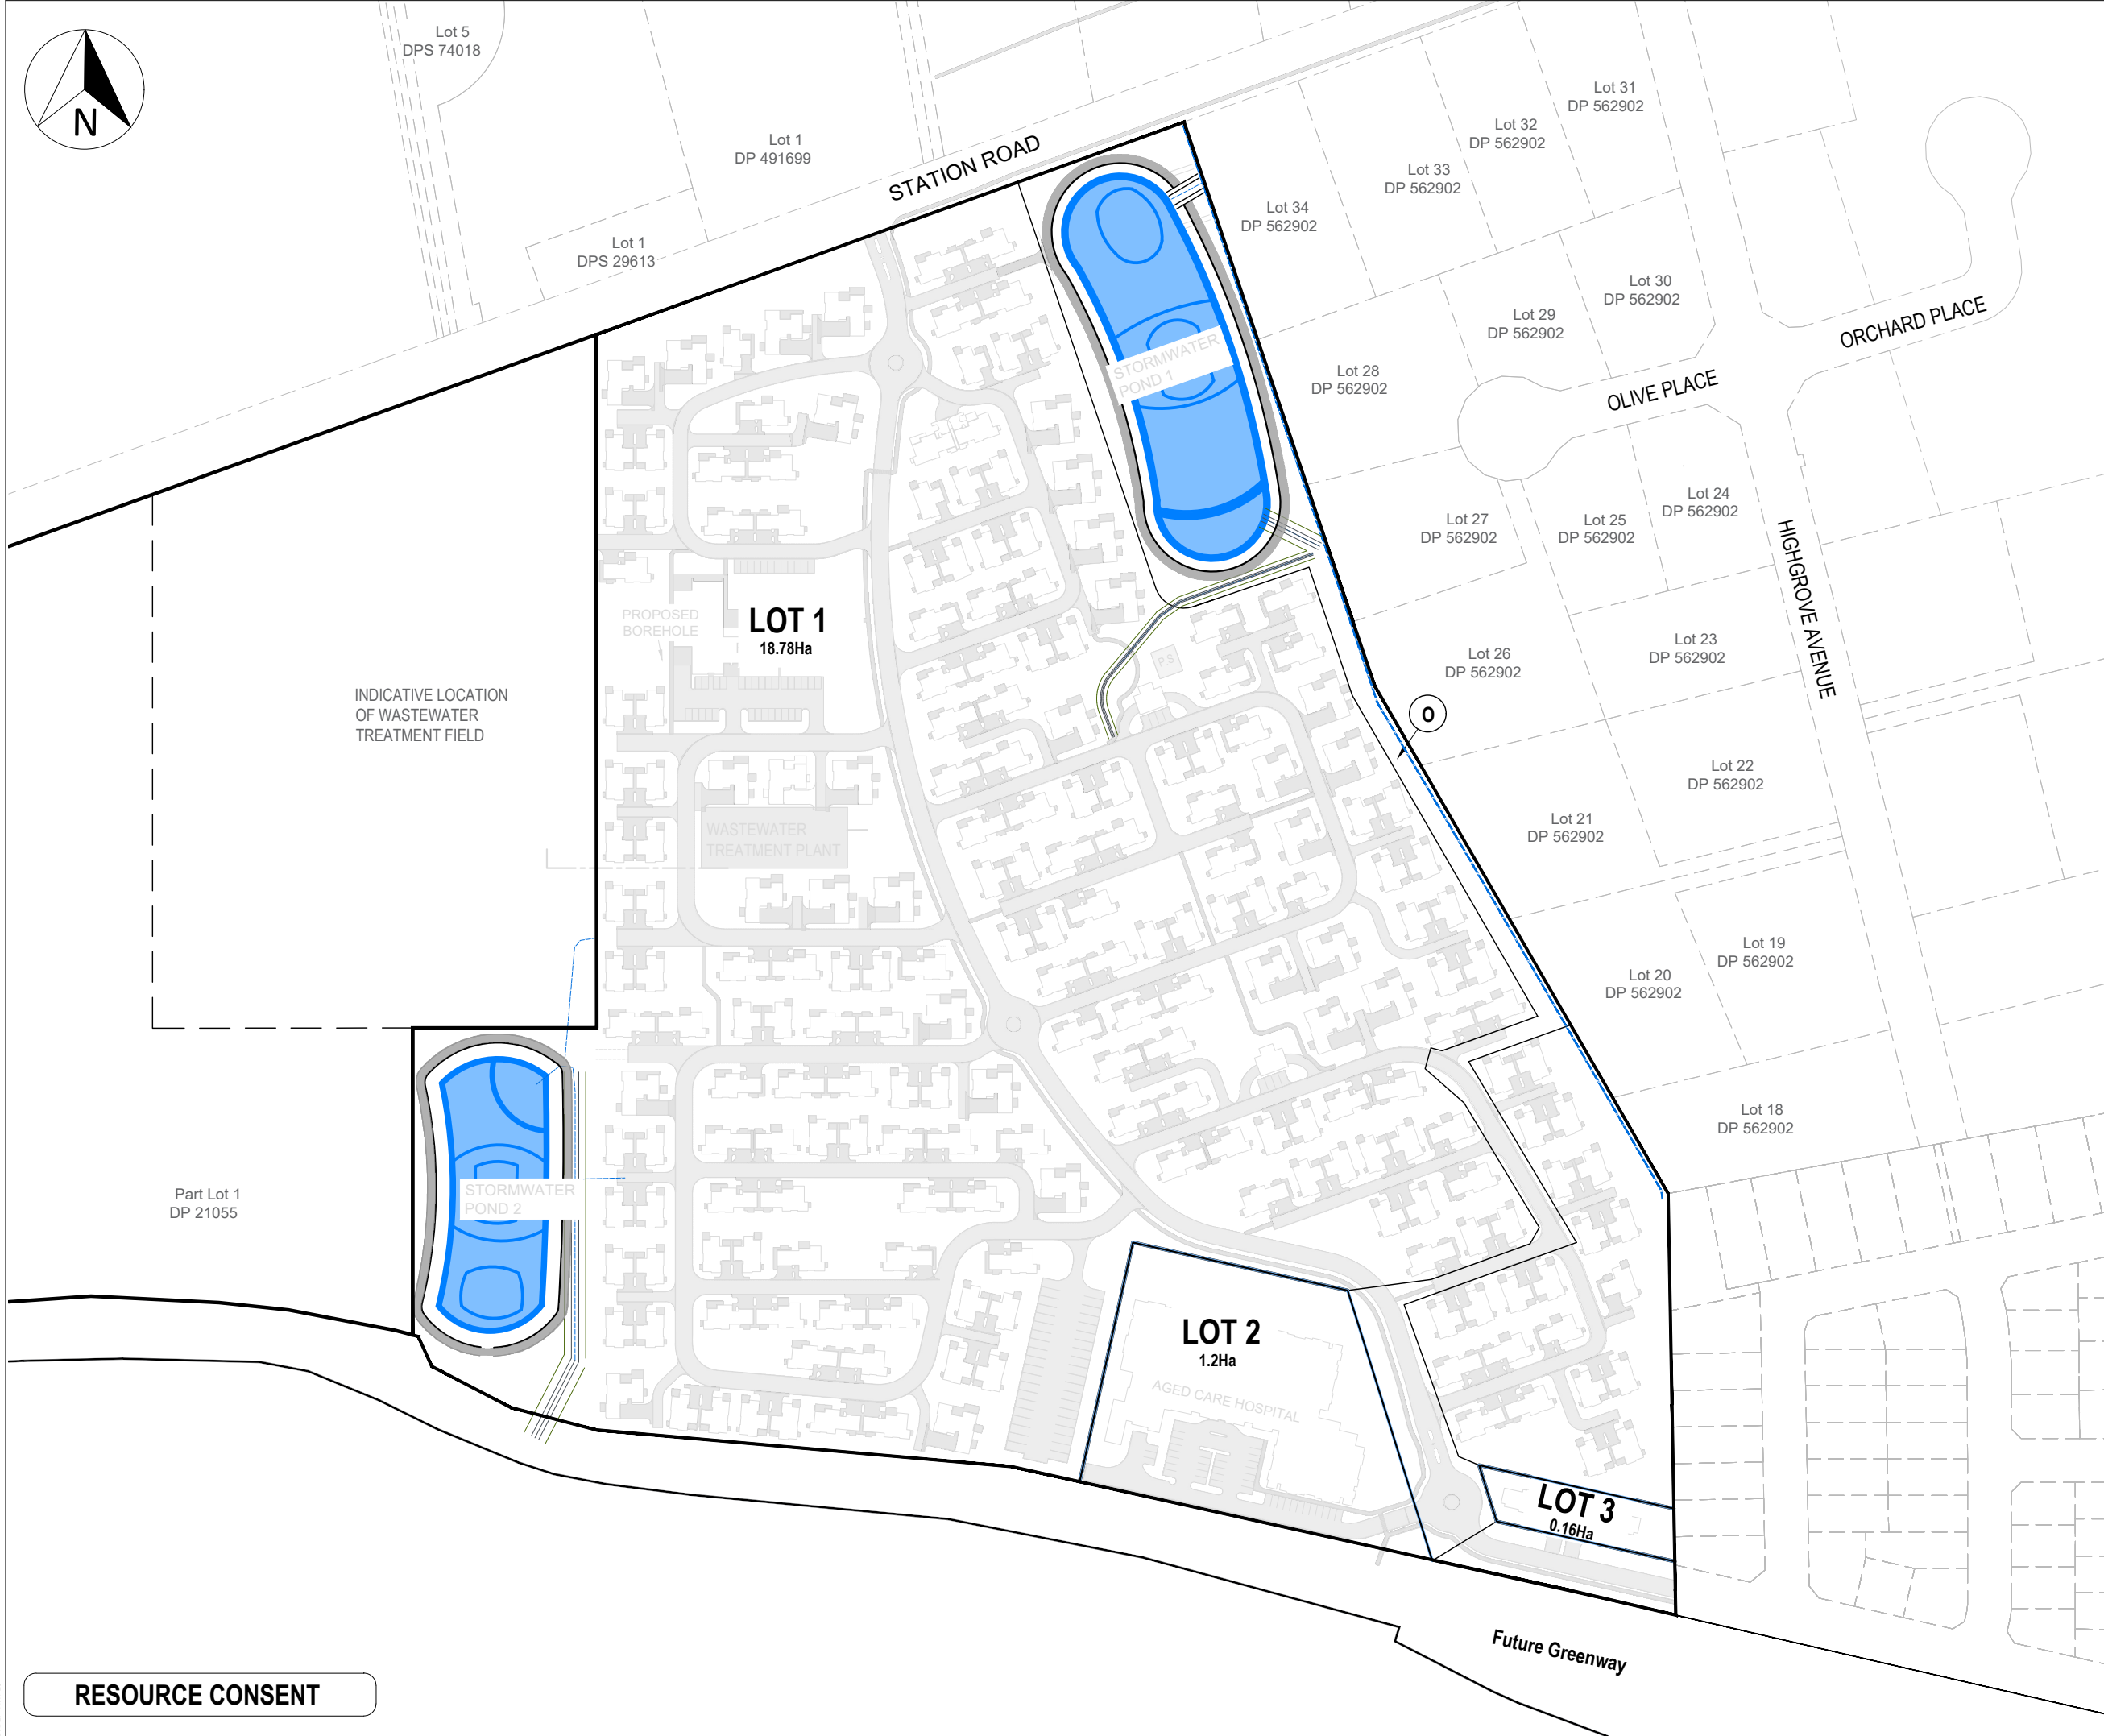 Lot 5
DPS 74018
N
Lot 1
DP 491699
STATION ROAD
Lot 1
DPS 29613
Lot 31
DP 562902
Lot 32
DP 562902
Lot 33
DP 562902
Lot 34
DP 562902
Lot 30
DP 562902
Lot 29
DP 562902
ORCHARD PLACE
Lot 28
DP 562902
OLIVE PLACE
STORMWATER
POND 1
Lot 24
DP 562902
Lot 25
DP 562902
Lot 27
DP 562902
HIGHGROVE AVENUE
PROPOSED
BOREHOLE
LOT 1
18.78Ha
Lot 23
DP 562902
Lot 26
DP 562902
P.S
INDICATIVE LOCATION
OF WASTEWATER
TREATMENT FIELD
O
Lot 22
DP 562902
Lot 21
DP 562902
WASTEWATER
TREATMENT PLANT
Lot 19
DP 562902
Lot 20
DP 562902
Lot 18
DP 562902
Part Lot 1
DP 21055
STORMWATER
POND 2
LOT 2
1.2Ha
AGED CARE HOSPITAL
LOT 3
0.16Ha
Future Greenway
RESOURCE CONSENT